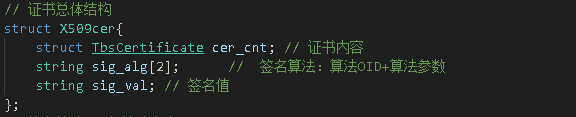 // 证书总体结构
struct X509cer{
struct TbsCertificate cer_cnt; // 证书内容
string sig_alg[2]; // 签名算法：算法OID+算法参数
string sig_val; // 签名值
};